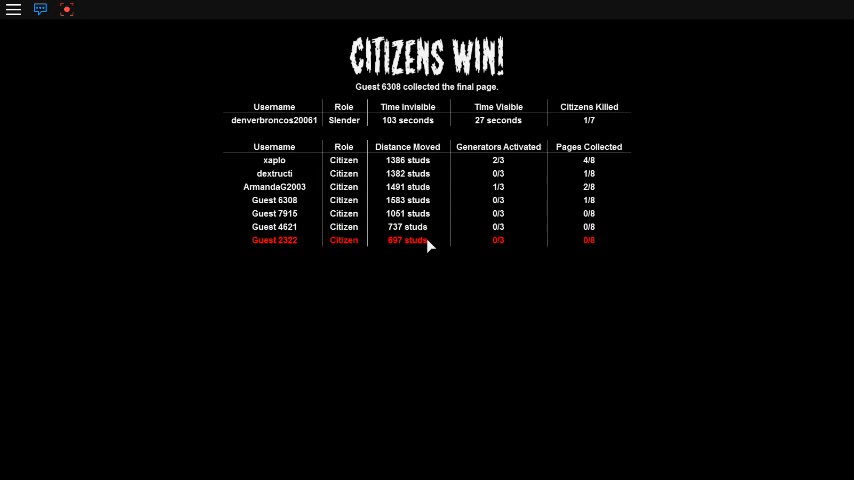 CITIZENS WIN!
Guest 6308 collected the final page.
Username Role Time Invisible Time Visible Citizens Killed
denverbroncos20061 Slender 103 seconds 27 seconds 1/7
Username Role Distance Moved Generators Activated Pages Collected
xaplo Citizen 1386 studs 2/3 4/8
dextructi Citizen 1382 studs 0/3 1/8
ArmandaG2003 Citizen 1491 studs 1/3 2/8
Guest 6308 Citizen 1583 studs 0/3 1/8
Guest 7915 Citizen 1051 studs 0/3 0/8
Guest 4621 Citizen 737 studs 0/3 0/8
Guest 2322 Citizen 697 studs 0/3 0/8